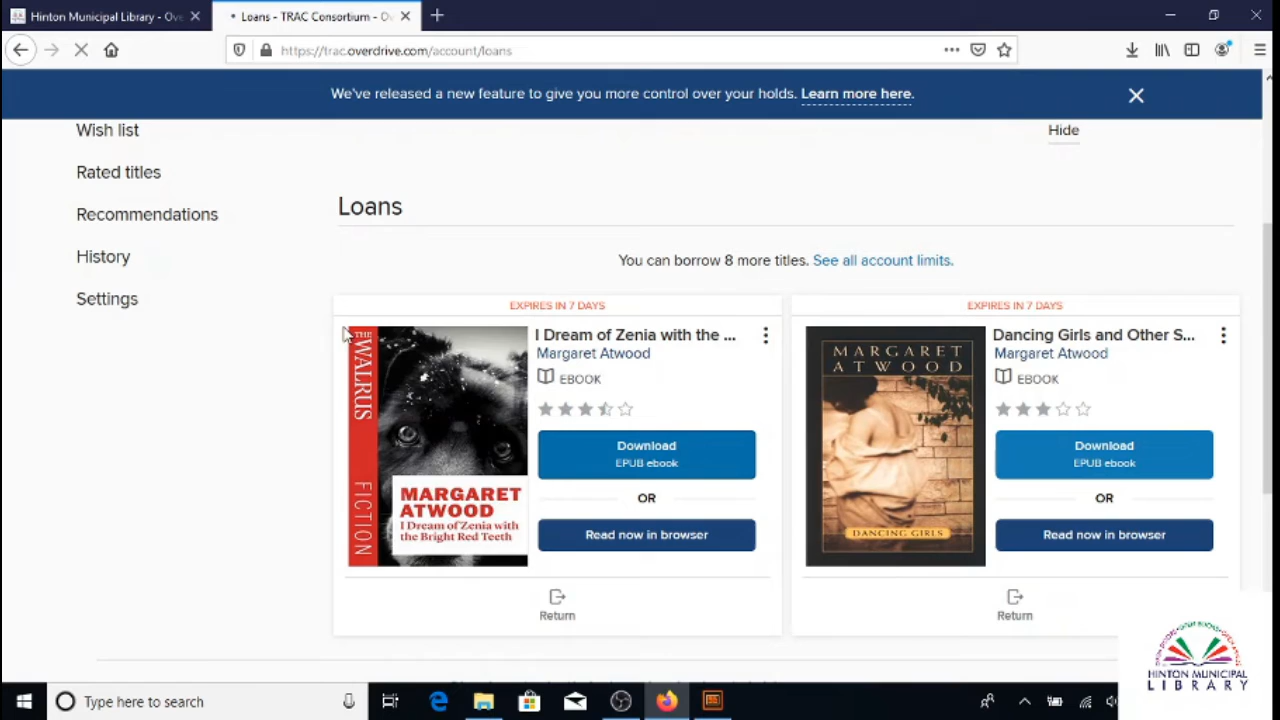 Hinton Municipal Library - Ove
Loans - TRAC Consortium - Ov
https://trac.overdrive.com/account/loans
We've released a new feature to give you more control over your holds. Learn more here.
Wish list
Hide
Rated titles
Recommendations
History
Settings
Loans
You can borrow 8 more titles. See all account limits.
EXPIRES IN 7 DAYS
I Dream of Zenia with the ...
Margaret Atwood
EBOOK
Download
EPUB ebook
OR
Read now in browser
Return
THE WALRUS
FICTION
MARGARET
ATWOOD
I Dream of Zenia with
the Bright Red Teeth
EXPIRES IN 7 DAYS
Dancing Girls and Other S...
Margaret Atwood
EBOOK
Download
EPUB ebook
OR
Read now in browser
Return
MARGARET
ATWOOD
DANCING GIRLS
HINTON MUNICIPAL
LIBRARY
Type here to search